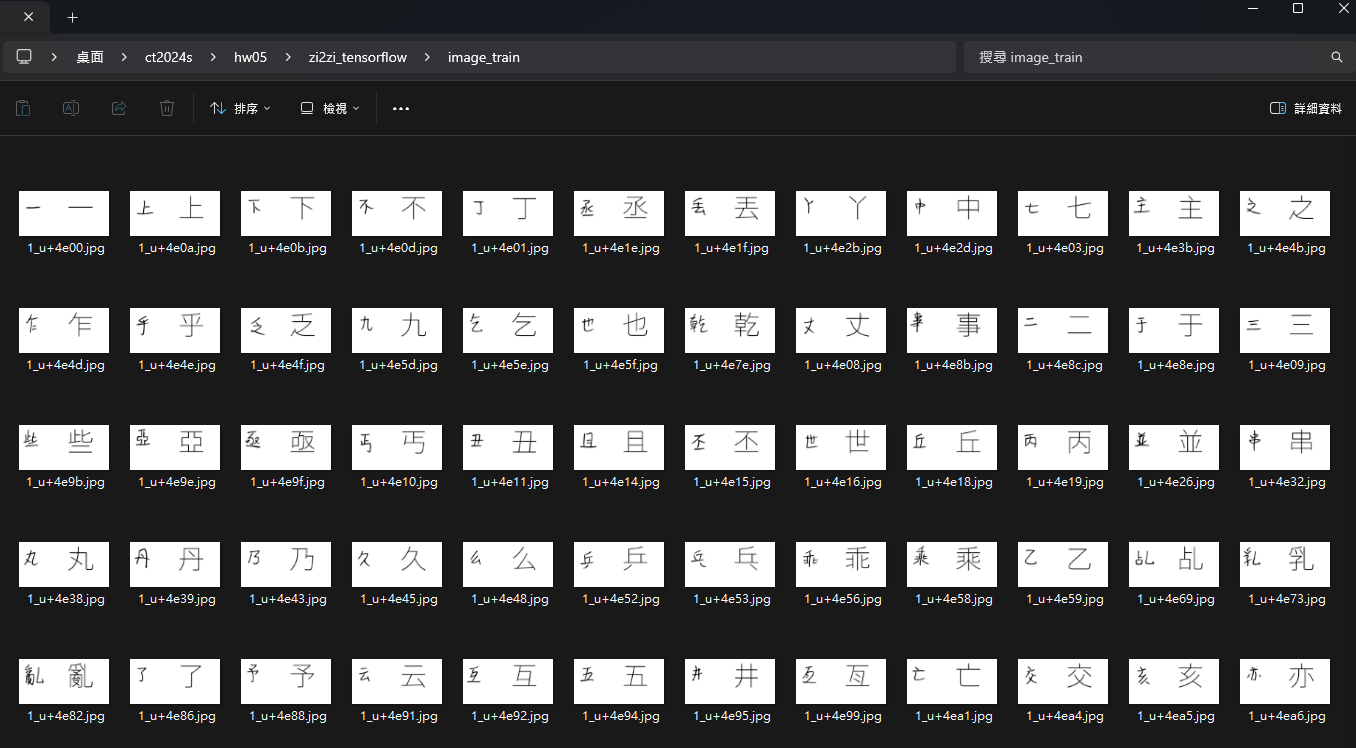 桌面 ct2024s hw05 zi2zi_tensorflow image_train 搜尋 image_train
排序 檢視 詳細資料
一 一 上 上 下 下 不 不 丁 丁 丞 丞 丟 丟 丫 丫 中 中 七 七 主 主 之 之
1_u+4e00.jpg 1_u+4e0a.jpg 1_u+4e0b.jpg 1_u+4e0d.jpg 1_u+4e01.jpg 1_u+4e1e.jpg 1_u+4e1f.jpg 1_u+4e2b.jpg 1_u+4e2d.jpg 1_u+4e03.jpg 1_u+4e3b.jpg 1_u+4e4b.jpg
乍 乍 乎 乎 乏 乏 九 九 乞 乞 也 也 乾 乾 丈 丈 事 事 二 二 于 于 三 三
1_u+4e4d.jpg 1_u+4e4e.jpg 1_u+4e4f.jpg 1_u+4e5d.jpg 1_u+4e5e.jpg 1_u+4e5f.jpg 1_u+4e7e.jpg 1_u+4e08.jpg 1_u+4e8b.jpg 1_u+4e8c.jpg 1_u+4e8e.jpg 1_u+4e09.jpg
些 些 亞 亞 亟 亟 丐 丐 丑 丑 且 且 丕 丕 世 世 丘 丘 丙 丙 並 並 串 串
1_u+4e9b.jpg 1_u+4e9e.jpg 1_u+4e9f.jpg 1_u+4e10.jpg 1_u+4e11.jpg 1_u+4e14.jpg 1_u+4e15.jpg 1_u+4e16.jpg 1_u+4e18.jpg 1_u+4e19.jpg 1_u+4e26.jpg 1_u+4e32.jpg
丸 丸 丹 丹 乃 乃 久 久 么 么 乒 乒 乓 乓 乖 乖 乘 乘 乙 乙 乩 乩 乳 乳
1_u+4e38.jpg 1_u+4e39.jpg 1_u+4e43.jpg 1_u+4e45.jpg 1_u+4e48.jpg 1_u+4e52.jpg 1_u+4e53.jpg 1_u+4e56.jpg 1_u+4e58.jpg 1_u+4e59.jpg 1_u+4e69.jpg 1_u+4e73.jpg
亂 亂 了 了 予 予 云 云 互 互 五 五 井 井 亙 亙 亡 亡 交 交 亥 亥 亦 亦
1_u+4e82.jpg 1_u+4e86.jpg 1_u+4e88.jpg 1_u+4e91.jpg 1_u+4e92.jpg 1_u+4e94.jpg 1_u+4e95.jpg 1_u+4e99.jpg 1_u+4ea1.jpg 1_u+4ea4.jpg 1_u+4ea5.jpg 1_u+4ea6.jpg